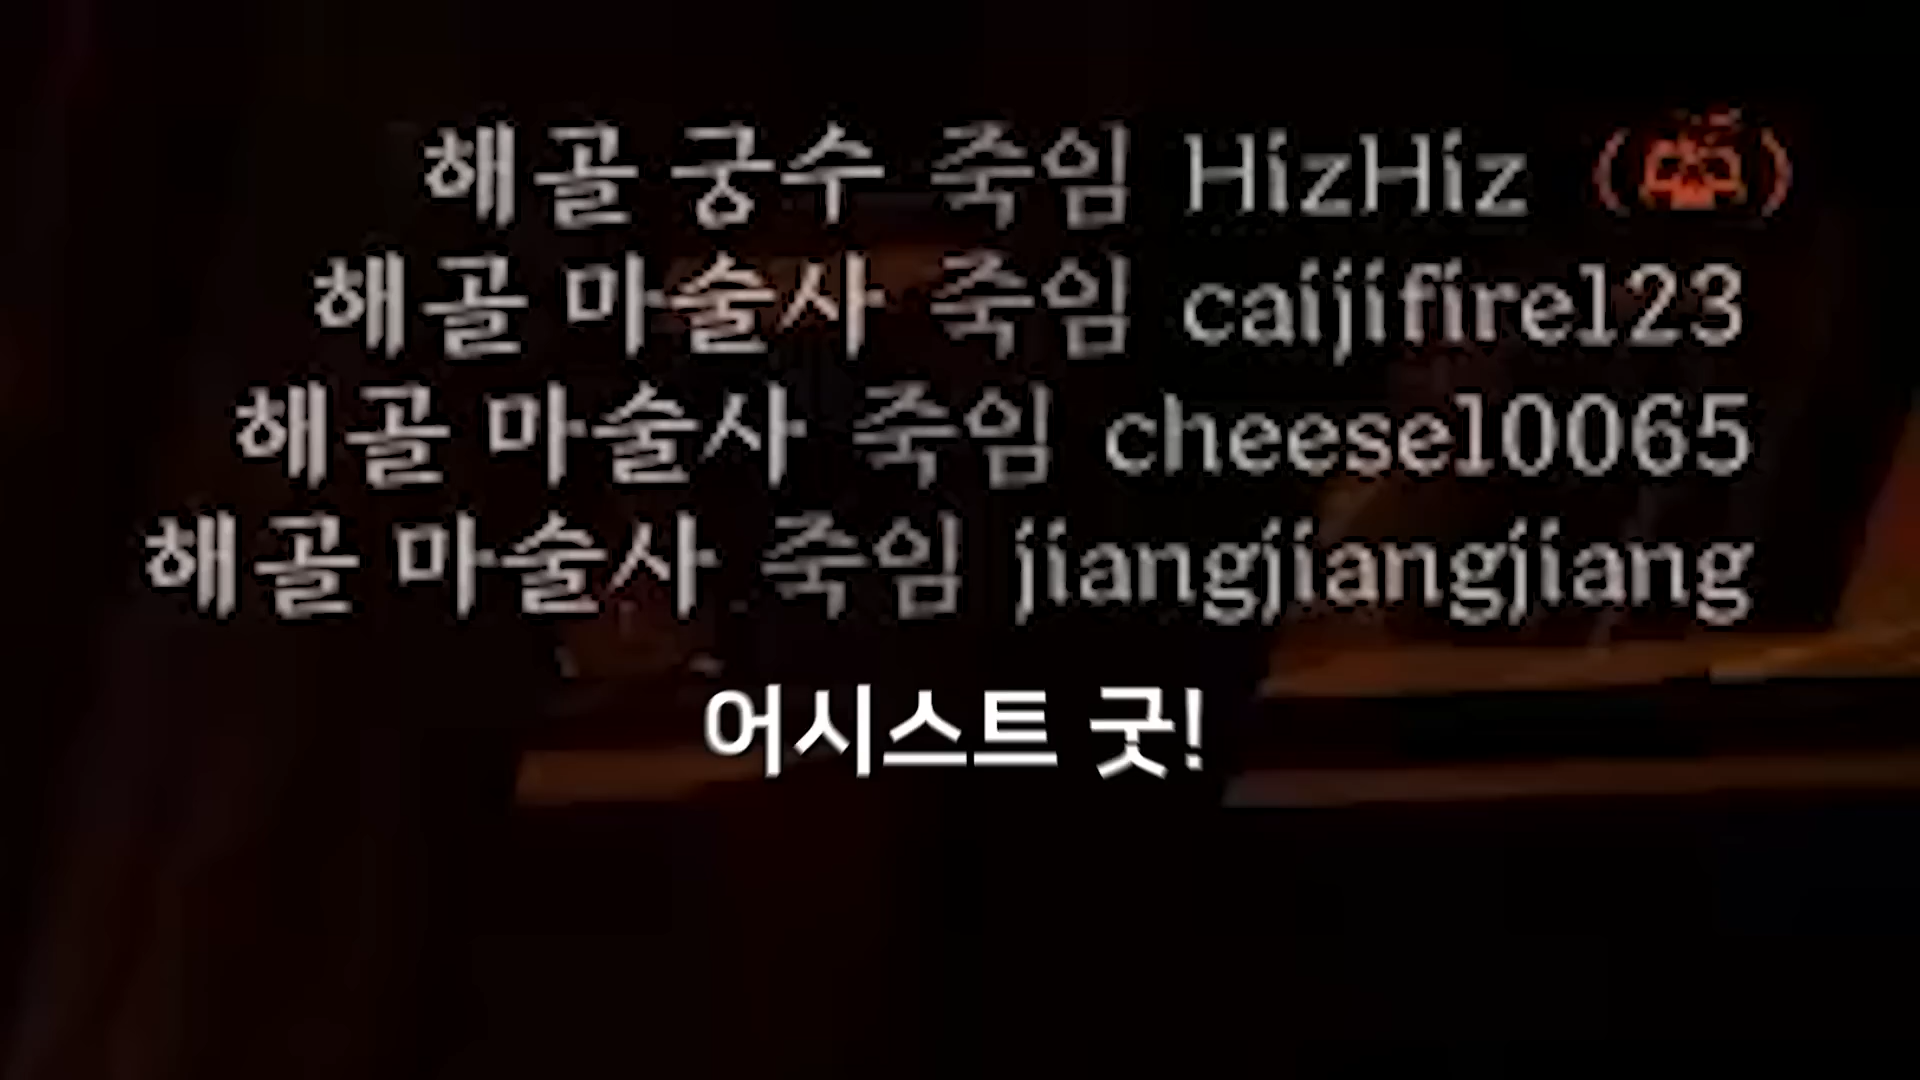 해골 궁수 죽임 HizHiz
해골 마술사 죽임 caijifire123
해골 마술사 죽임 cheese10065
해골 마술사 죽임 jiangjiangjiang
어시스트 굿!